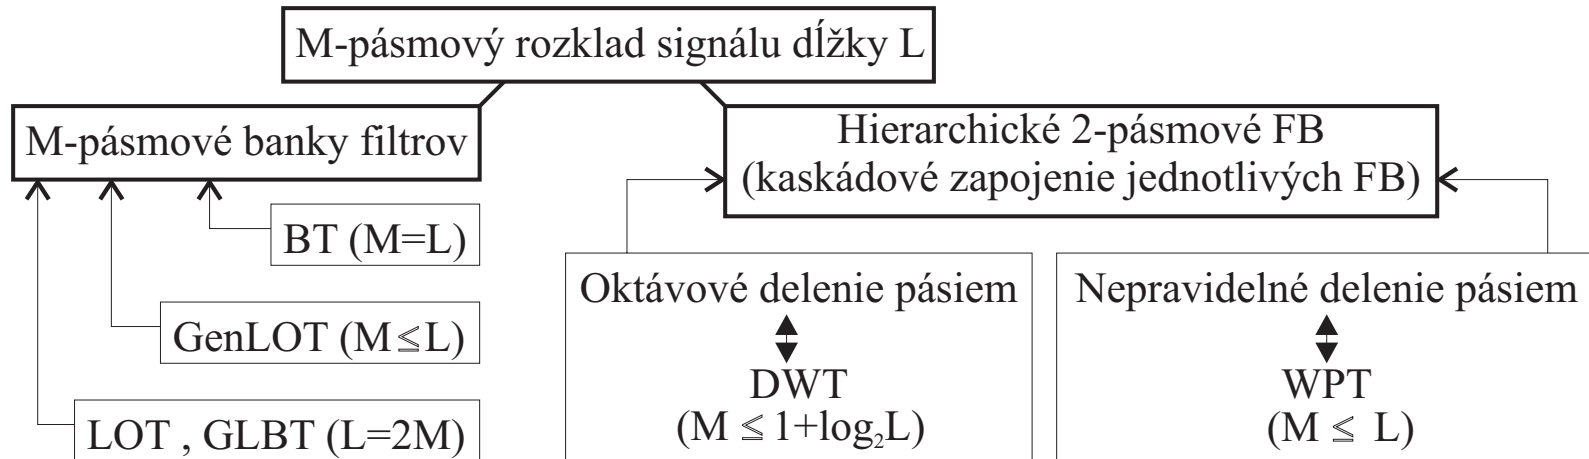 M-pásmový rozklad signálu dĺžky L
M-pásmové banky filtrov
BT (M=L)
GenLOT (M≤L)
LOT , GLBT (L=2M)
Hierarchické 2-pásmové FB
(kaskádové zapojenie jednotlivých FB)
Oktávové delenie pásiem
DWT
(M ≤ 1+log₂L)
Nepravidelné delenie pásiem
WPT
(M ≤ L)